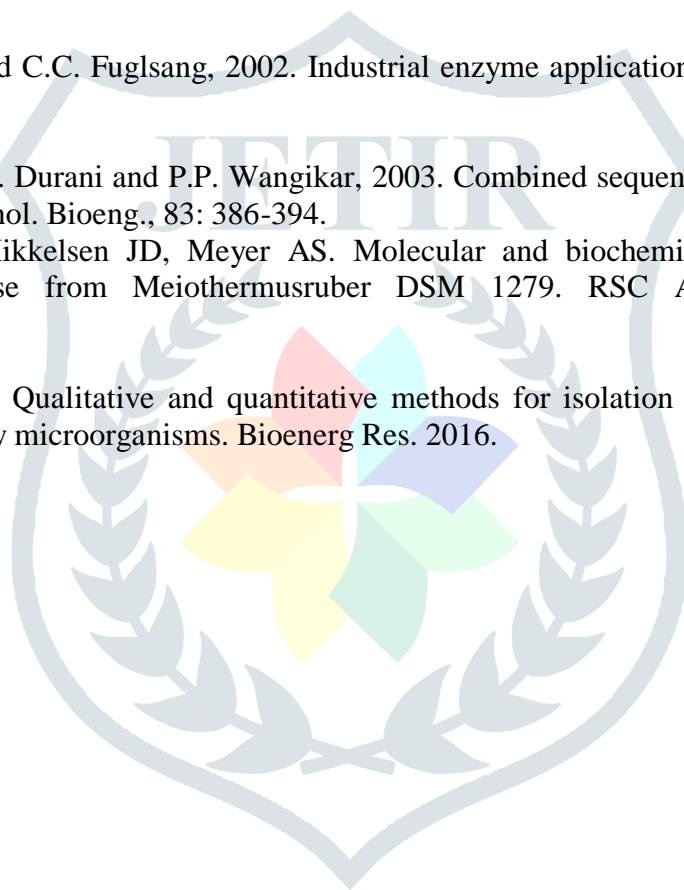 d C.C. Fuglsang, 2002. Industrial enzyme application
JETIR
. Durani and P.P. Wangikar, 2003. Combined sequen
nol. Bioeng., 83: 386-394.
ikkelsen JD, Meyer AS. Molecular and biochemi
se from Meiothermusruber DSM 1279. RSC A
Qualitative and quantitative methods for isolation
y microorganisms. Bioenerg Res. 2016.